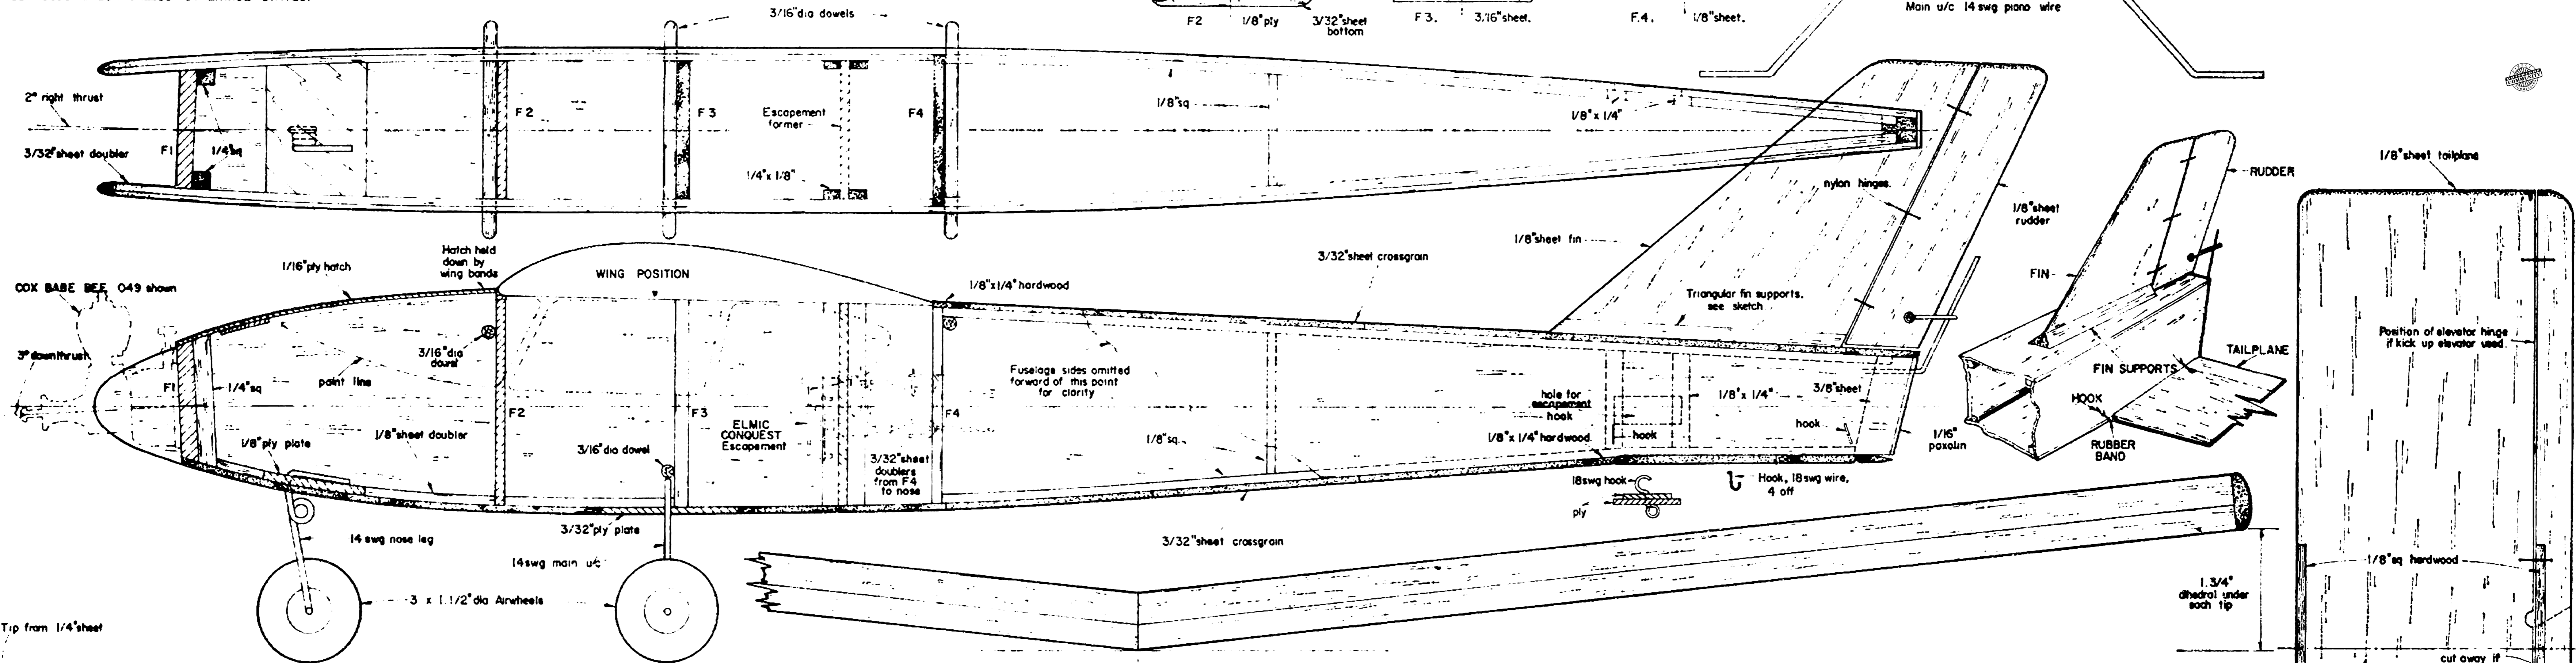 3/16" dia dowels
F2
1/8" ply
3/32" sheet
bottom
F3.
3/16" sheet.
F.4.
1/8" sheet.
Main u/c 14 swg piano wire
2° right thrust
3/32" sheet doubler
F1
1/4" sq
F2
F3
Escapement
former
1/4" x 1/8"
F4
1/8" sq
1/8" x 1/4"
nylon hinges.
1/8" sheet
rudder
1/8" sheet fin
RUDDER
1/8" sheet tailplane
COX BABE BEE .049 shown
1/16" ply hatch
Hatch held
down by
wing bands
WING POSITION
1/8" x 1/4" hardwood
3/32" sheet crossgrain
Triangular fin supports.
see sketch
FIN
3° downthrust
F1
1/4" sq
paint line
3/16" dia
dowel
F2
F3
Fuselage sides omitted
forward of this point
for clarity
FIN SUPPORTS
TAILPLANE
Position of elevator hinge
if kick up elevator used.
1/8" ply plate
1/8" sheet doubler
3/16" dia dowel
ELMIC
CONQUEST
Escapement
F4
3/32" sheet
doublers
from F4
to nose
1/8" sq.
hole for
escapement
hook
hook
1/8" x 1/4" hardwood
1/8" x 1/4"
3/8" sheet
hook
1/16"
paxolin
HOOK
RUBBER
BAND
14 swg nose leg
3/32" ply plate
14 swg main u/c
3/32" sheet crossgrain
18 swg hook
ply
Hook, 18 swg wire,
4 off
3 x 1.1/2" dia Airwheels
1.3/4"
dihedral under
each tip
1/8" sq hardwood
Tip from 1/4" sheet
cut away if